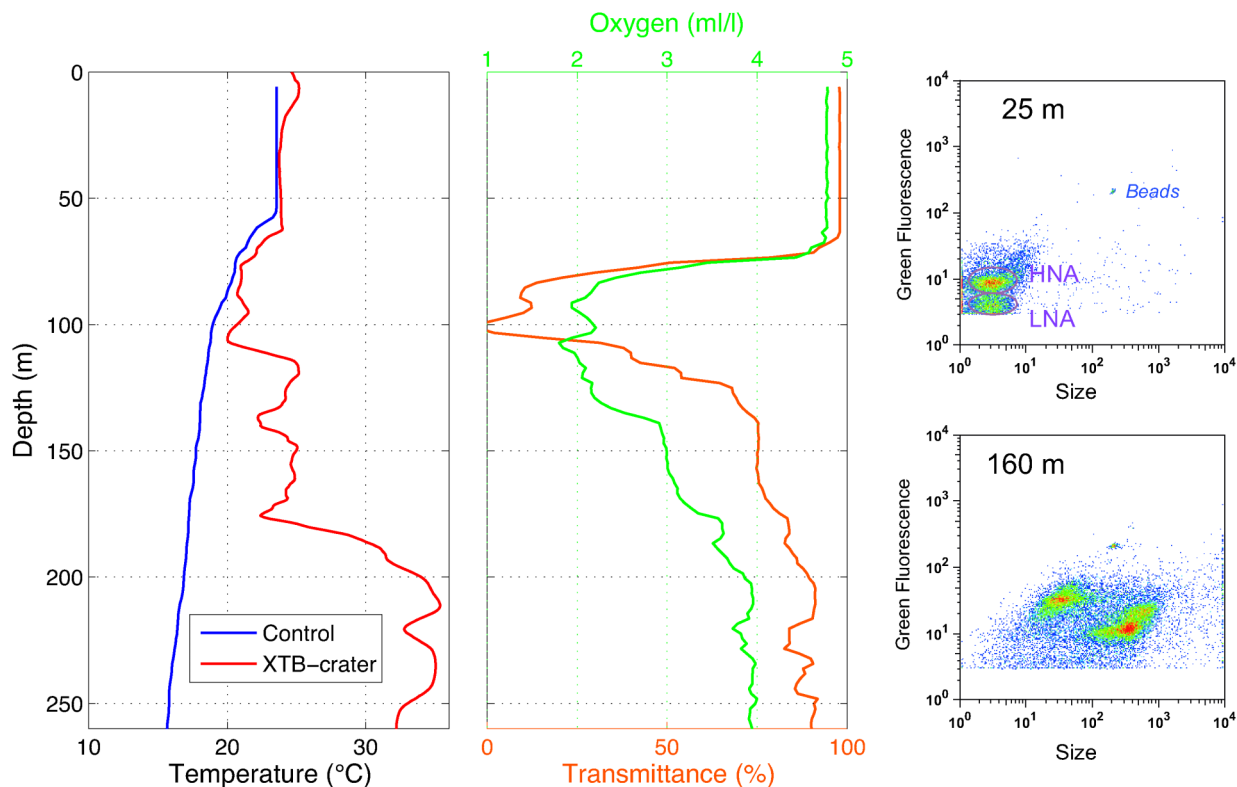 Oxygen (ml/l)
1 2 3 4 5
0
50
100
150
200
250
Depth (m)
Control
XTB-crater
10 20 30
Temperature (°C)
0 50 100
Transmittance (%)
10⁴
10³
10²
10¹
10⁰
Green Fluorescence
25 m
Beads
HNA
LNA
10⁰ 10¹ 10² 10³ 10⁴
Size
10⁴
10³
10²
10¹
10⁰
Green Fluorescence
160 m
10⁰ 10¹ 10² 10³ 10⁴
Size